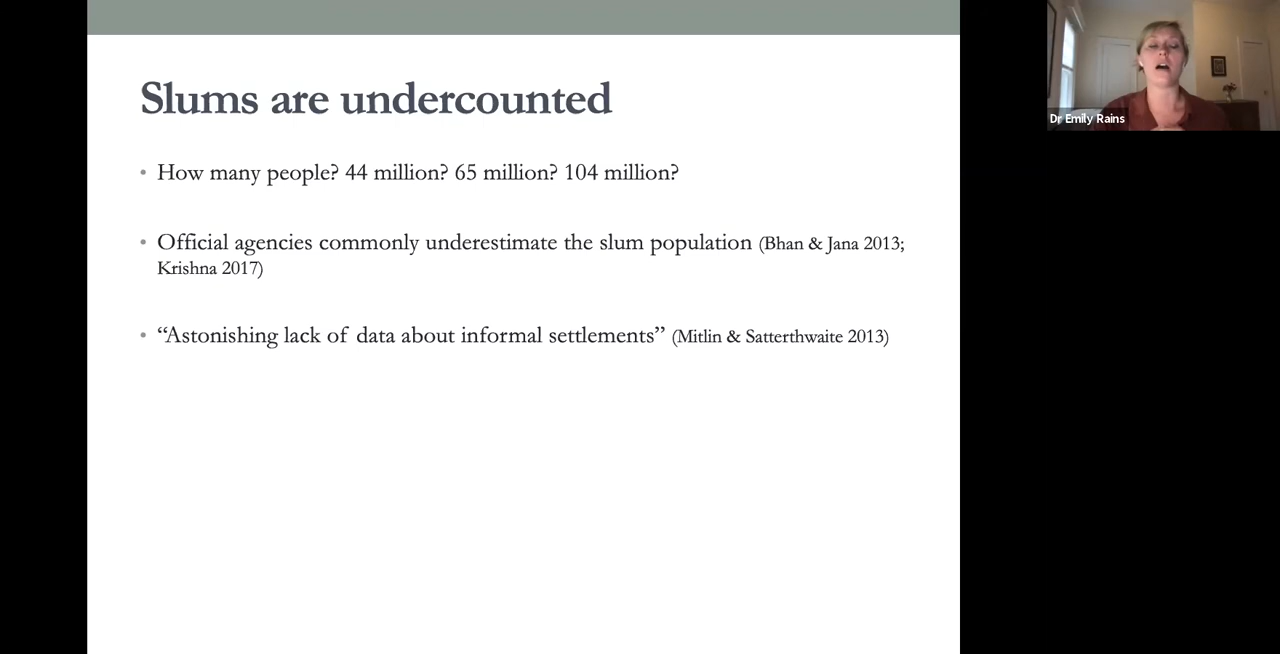 Slums are undercounted
• How many people? 44 million? 65 million? 104 million?
• Official agencies commonly underestimate the slum population (Bhan & Jana 2013;
Krishna 2017)
• “Astonishing lack of data about informal settlements” (Mitlin & Satterthwaite 2013)
Dr Emily Rains